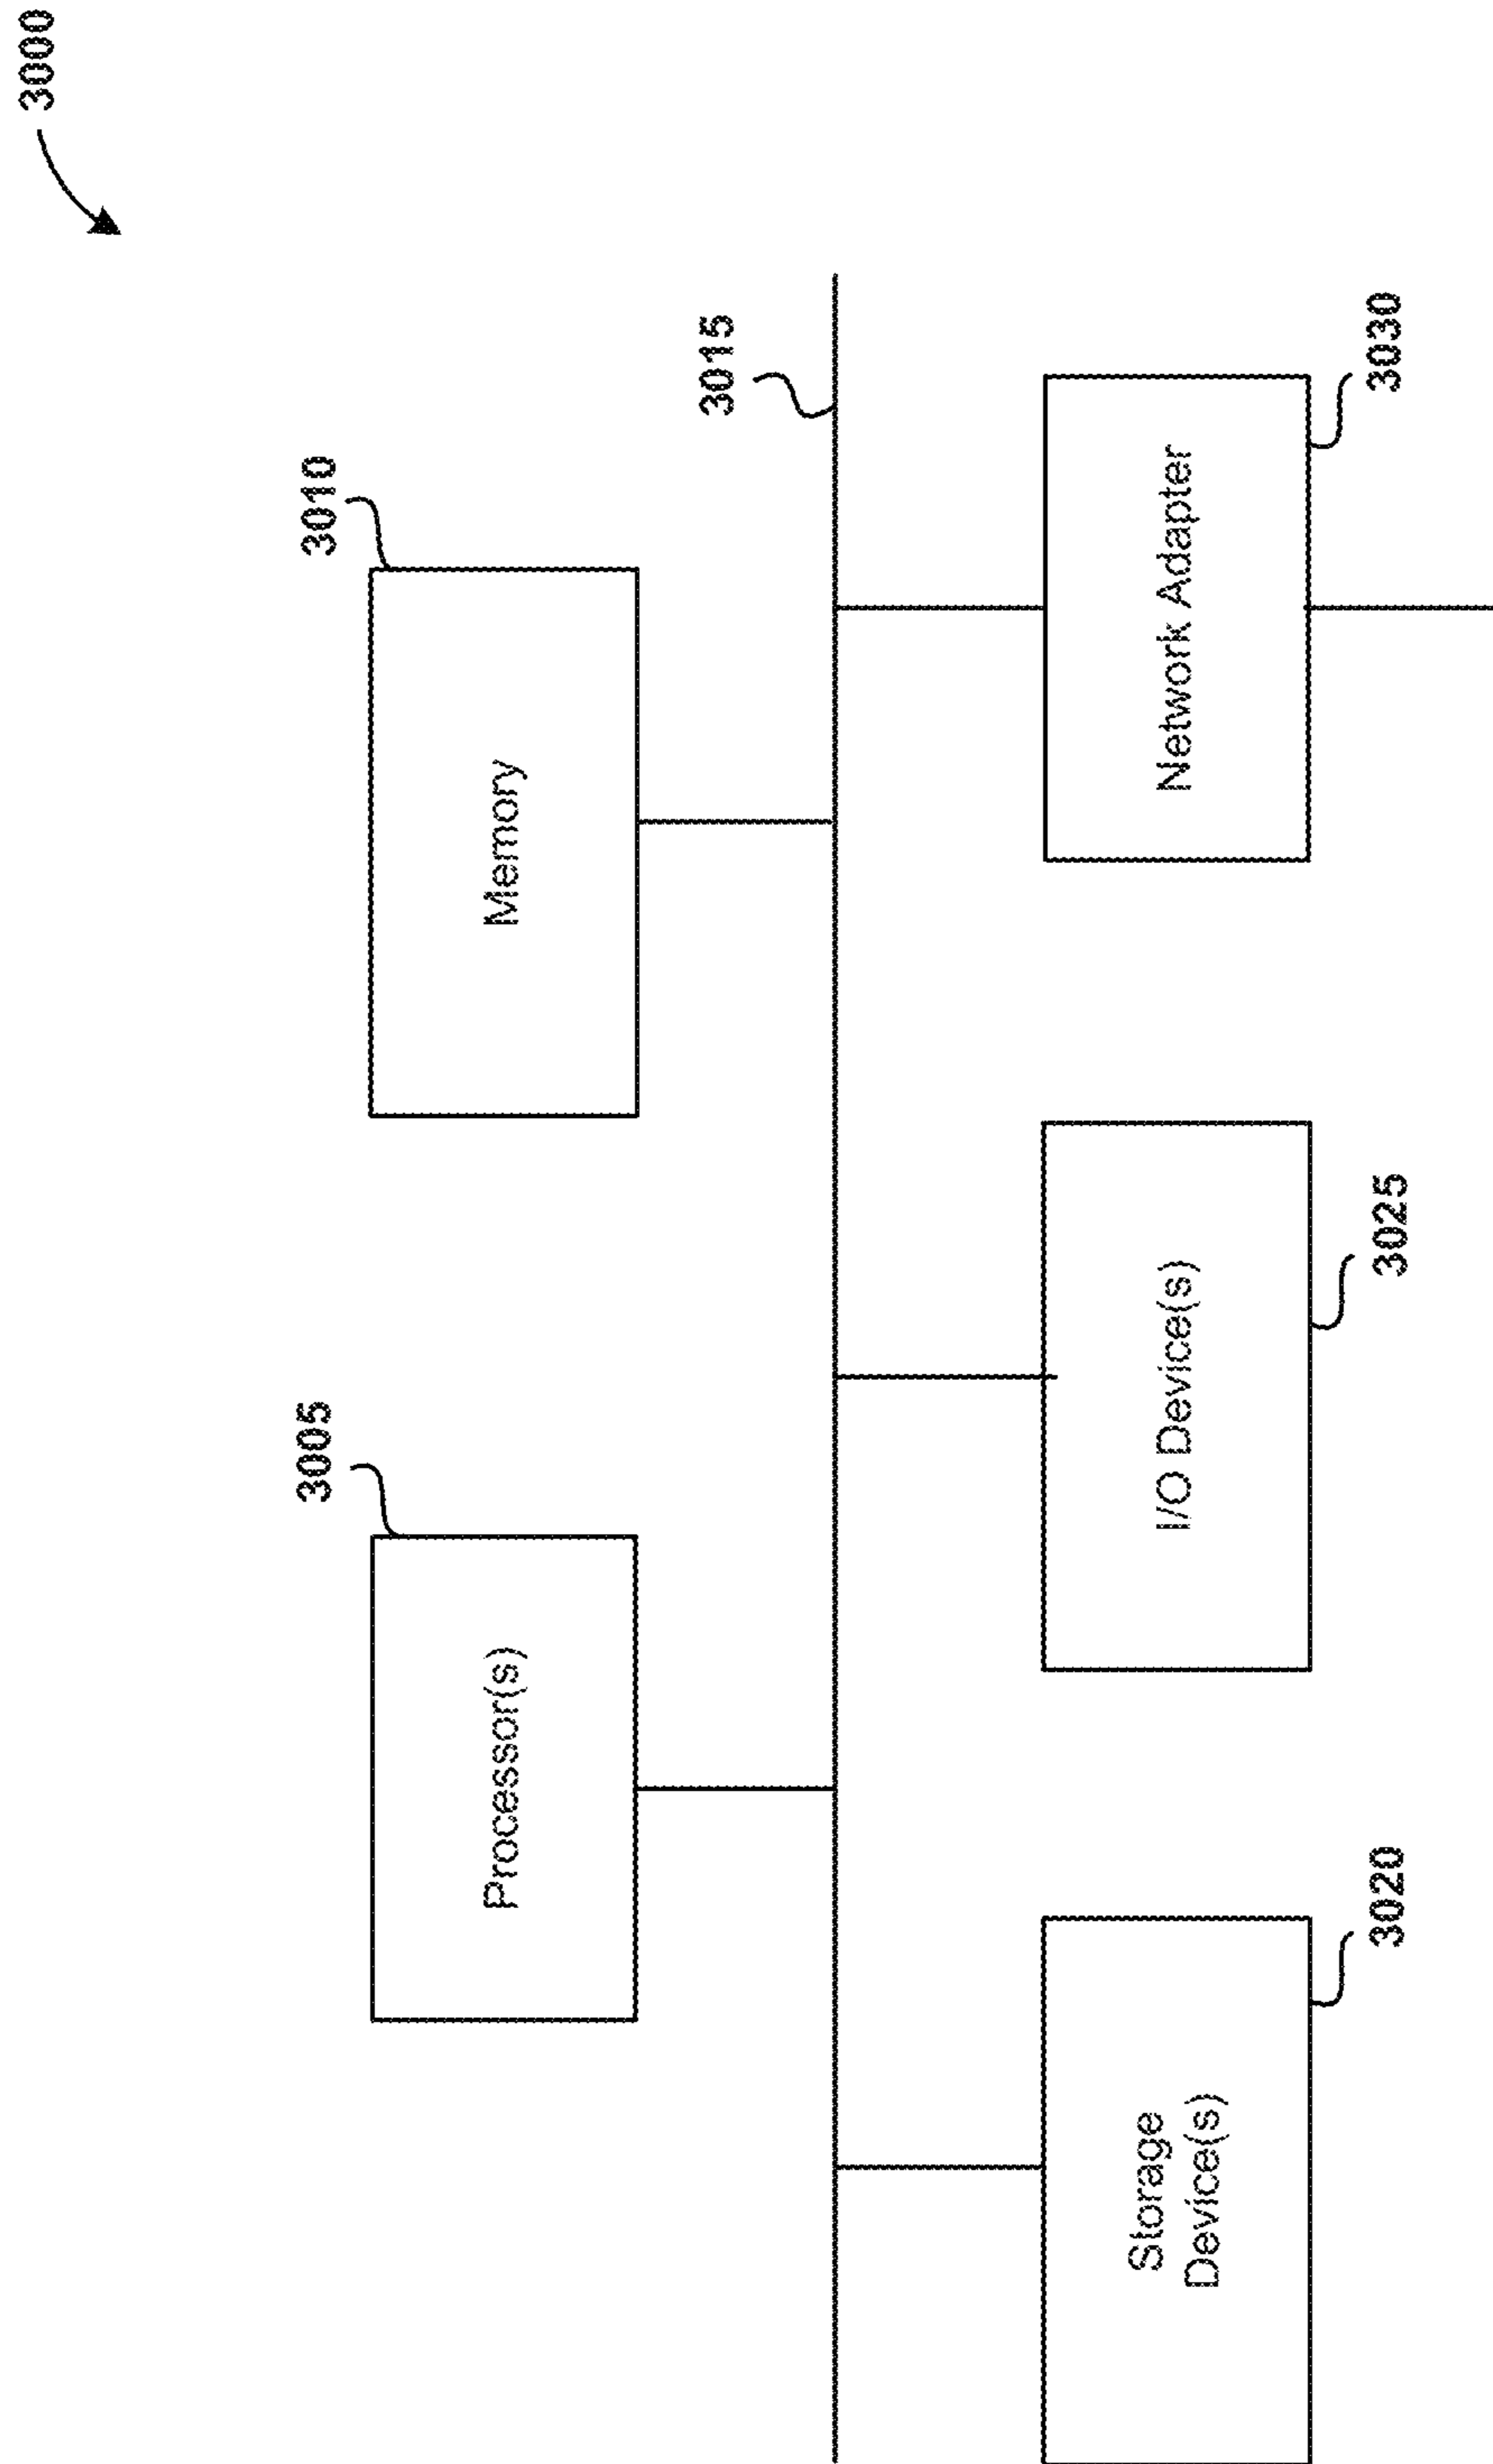 3000
3005
3010
Processor(s)
Memory
3015
Storage
Device(s)
I/O Device(s)
Network Adapter
3020
3025
3030